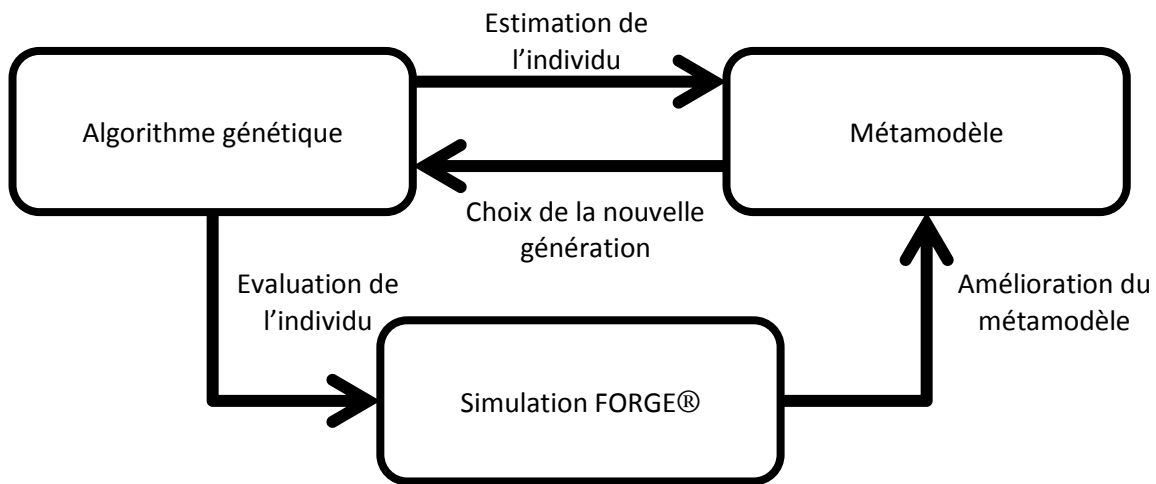 Estimation de
l’individu
Algorithme génétique
Métamodèle
Choix de la nouvelle
génération
Evaluation de
l’individu
Amélioration du
métamodèle
Simulation FORGE®